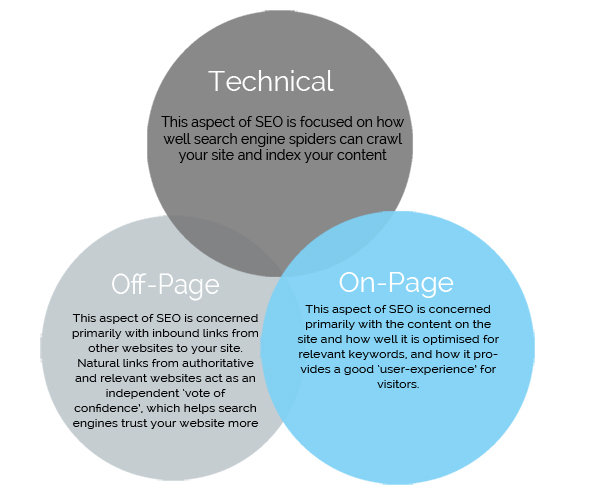 Technical
This aspect of SEO is focused on how
well search engine spiders can crawl
your site and index your content
Off-Page
This aspect of SEO is concerned
primarily with inbound links from
other websites to your site.
Natural links from authoritative
and relevant websites act as an
independent 'vote of
confidence', which helps search
engines trust your website more
On-Page
This aspect of SEO is concerned
primarily with the content on the
site and how well it is optimised for
relevant keywords, and how it pro-
vides a good 'user-experience' for
visitors.